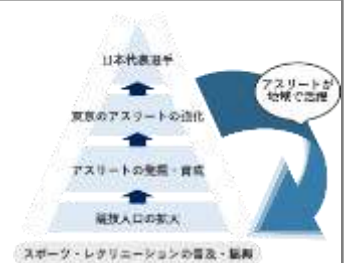 日本代表選手
アスリートが
地域で活躍
東京のアスリートの強化
アスリートの発掘・育成
競技人口の拡大
スポーツ・レクリエーションの普及・振興